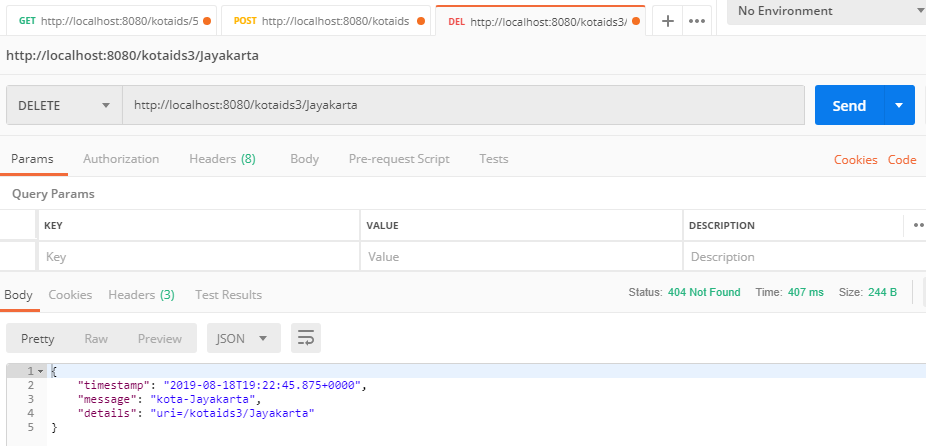 GET http://localhost:8080/kotaids/5 POST http://localhost:8080/kotaids DEL http://localhost:8080/kotaids3/ + ••• No Environment
http://localhost:8080/kotaids3/Jayakarta
DELETE http://localhost:8080/kotaids3/Jayakarta Send
Params Authorization Headers (8) Body Pre-request Script Tests Cookies Code
Query Params
KEY VALUE DESCRIPTION ••
Key Value Description
Body Cookies Headers (3) Test Results Status: 404 Not Found Time: 407 ms Size: 244 B
Pretty Raw Preview JSON
1 {
2 "timestamp": "2019-08-18T19:22:45.875+0000",
3 "message": "kota-Jayakarta",
4 "details": "uri=/kotaids3/Jayakarta"
5 }